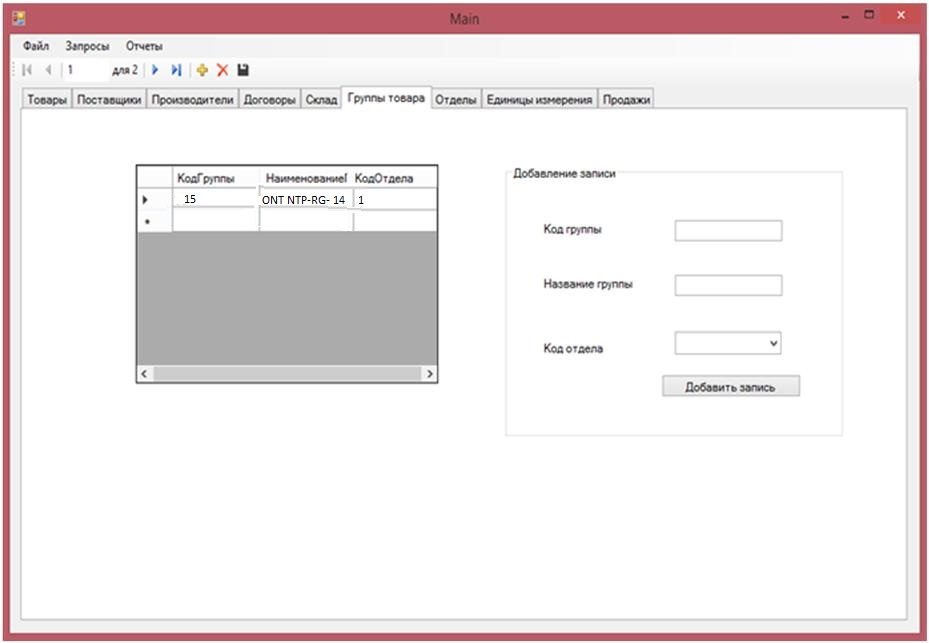 Main
Файл Запросы Отчеты
1 для 2
Товары Поставщики Производители Договоры Склад Группы товара Отделы Единицы измерения Продажи
КодГруппы НаименованиеГ КодОтдела
15 ONT NTP-RG- 14 1
Добавление записи
Код группы
Название группы
Код отдела
Добавить запись